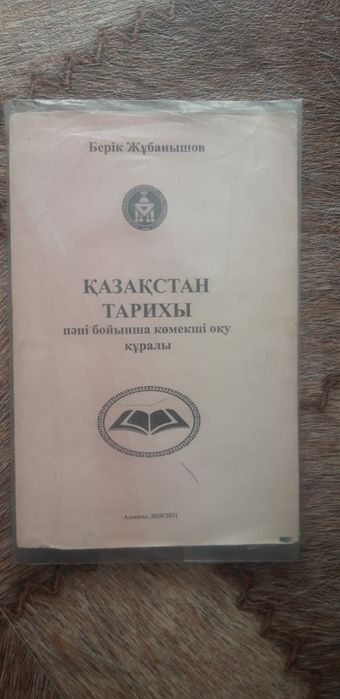 Берік Жұбанышов
ҚАЗАҚСТАН
ТАРИХЫ
пәні бойынша көмекші оқу
құралы
Алматы, 2020/2021